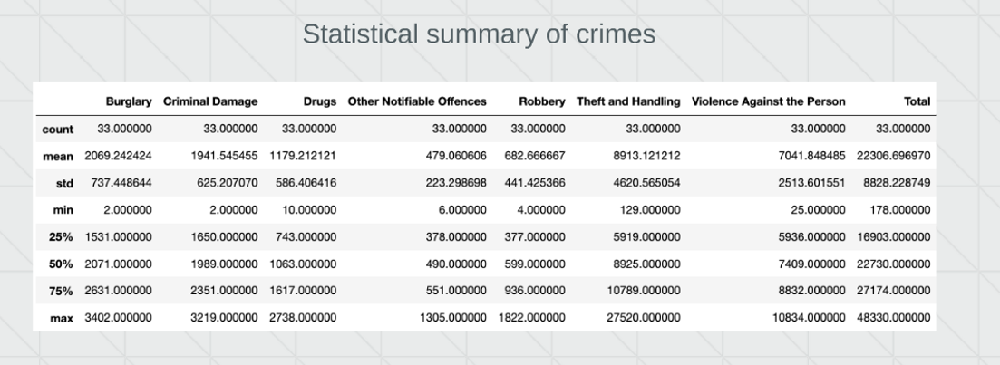 Statistical summary of crimes
Burglary Criminal Damage Drugs Other Notifiable Offences Robbery Theft and Handling Violence Against the Person Total
count 33.000000 33.000000 33.000000 33.000000 33.000000 33.000000 33.000000 33.000000
mean 2069.242424 1941.545455 1179.212121 479.060606 682.666667 8913.121212 7041.848485 22306.696970
std 737.448644 625.207070 586.406416 223.298698 441.425366 4620.565054 2513.601551 8828.228749
min 2.000000 2.000000 10.000000 6.000000 4.000000 129.000000 25.000000 178.000000
25% 1531.000000 1650.000000 743.000000 378.000000 377.000000 5919.000000 5936.000000 16903.000000
50% 2071.000000 1989.000000 1063.000000 490.000000 599.000000 8925.000000 7409.000000 22730.000000
75% 2631.000000 2351.000000 1617.000000 551.000000 936.000000 10789.000000 8832.000000 27174.000000
max 3402.000000 3219.000000 2738.000000 1305.000000 1822.000000 27520.000000 10834.000000 48330.000000